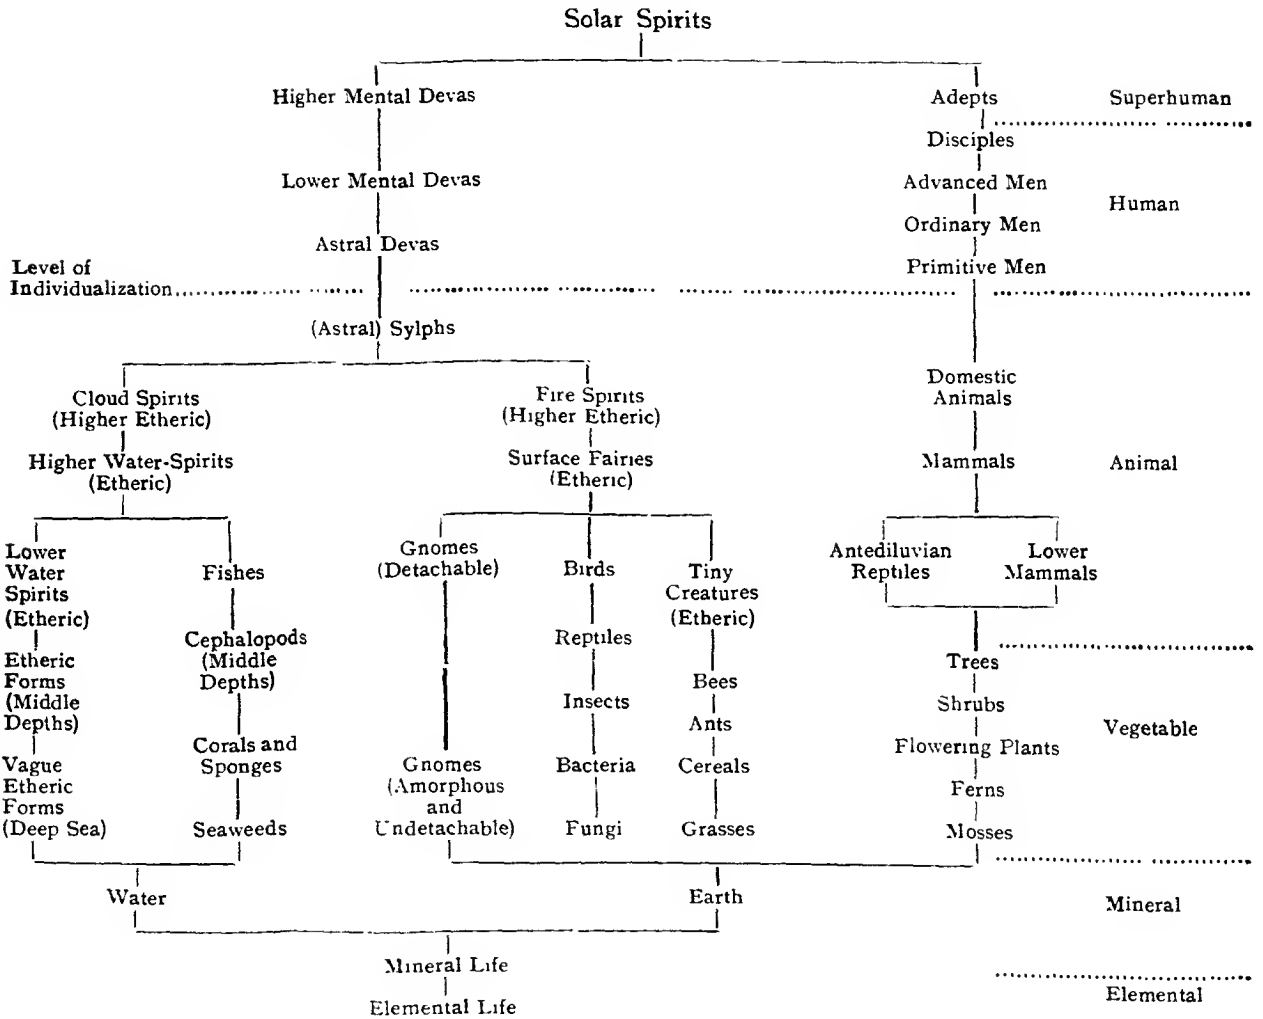 Solar Spirits
Higher Mental Devas
Adepts
Superhuman
Disciples
Lower Mental Devas
Advanced Men
Human
Ordinary Men
Astral Devas
Primitive Men
Level of
Individualization
(Astral) Sylphs
Domestic
Animals
Cloud Spirits
(Higher Etheric)
Fire Spirits
(Higher Etheric)
Higher Water-Spirits
(Etheric)
Surface Fairies
(Etheric)
Mammals
Animal
Lower
Water
Spirits
(Etheric)
Fishes
Gnomes
(Detachable)
Birds
Tiny
Creatures
(Etheric)
Antediluvian
Reptiles
Lower
Mammals
Etheric
Forms
(Middle
Depths)
Cephalopods
(Middle
Depths)
Reptiles
Insects
Bees
Ants
Trees
Shrubs
Flowering Plants
Vegetable
Vague
Etheric
Forms
(Deep Sea)
Corals and
Sponges
Seaweeds
Gnomes
(Amorphous
and
Undetachable)
Bacteria
Fungi
Cereals
Grasses
Ferns
Mosses
Water
Earth
Mineral
Mineral Life
Elemental Life
Elemental